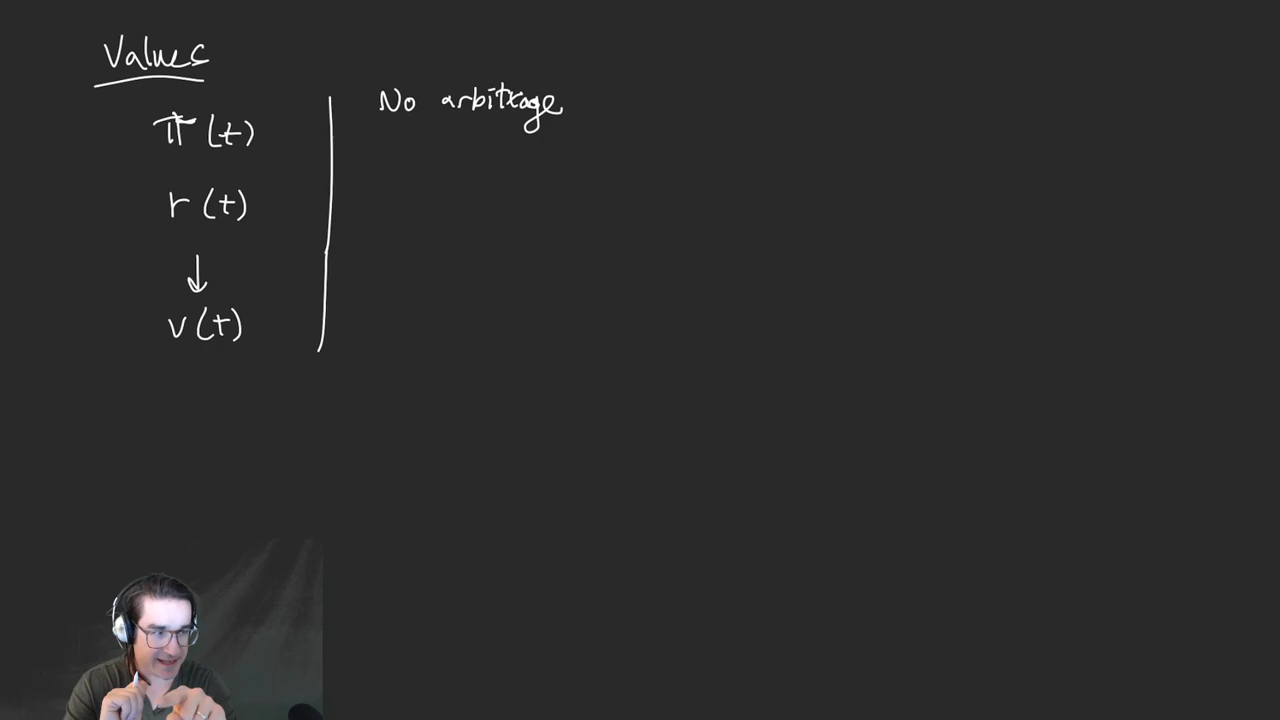 Values
π(t)
r(t)
↓
v(t)
No arbitrage